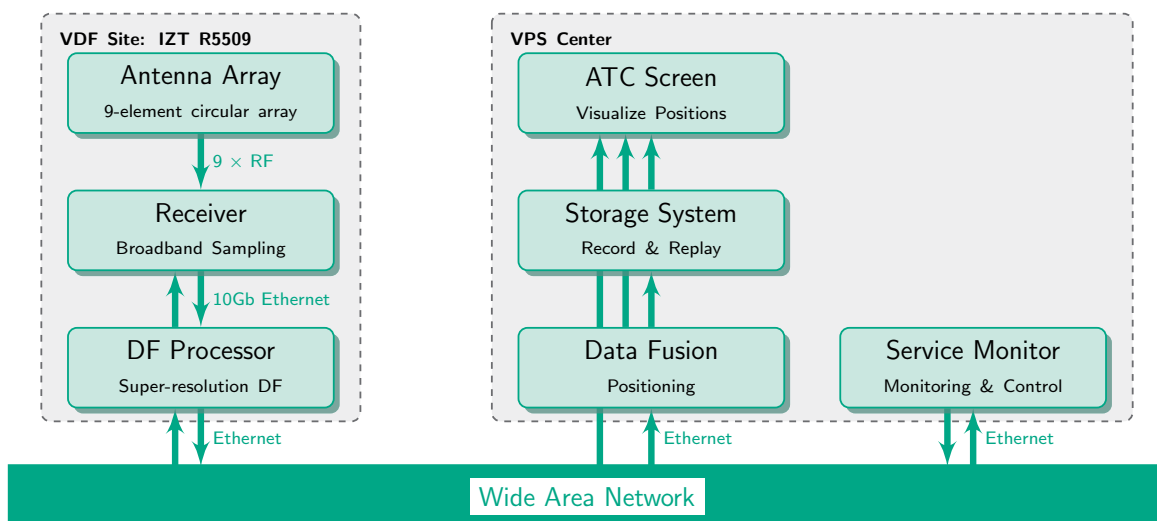 VDF Site: IZT R5509
Antenna Array
9-element circular array
9 × RF
Receiver
Broadband Sampling
10Gb Ethernet
DF Processor
Super-resolution DF
Ethernet
VPS Center
ATC Screen
Visualize Positions
Storage System
Record & Replay
Data Fusion
Positioning
Ethernet
Service Monitor
Monitoring & Control
Ethernet
Wide Area Network